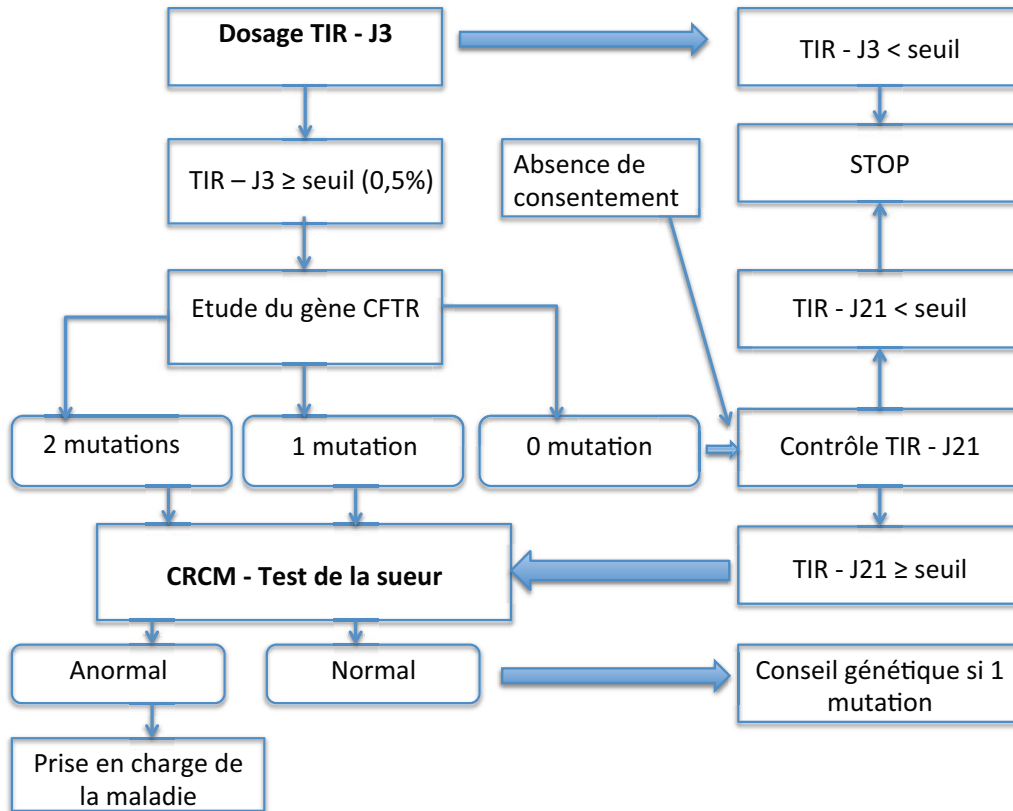 Dosage TIR - J3
TIR - J3 < seuil
TIR – J3 ≥ seuil (0,5%)
Absence de
consentement
STOP
Etude du gène CFTR
TIR - J21 < seuil
2 mutations
1 mutation
0 mutation
Contrôle TIR - J21
CRCM - Test de la sueur
TIR - J21 ≥ seuil
Anormal
Normal
Conseil génétique si 1
mutation
Prise en charge de
la maladie